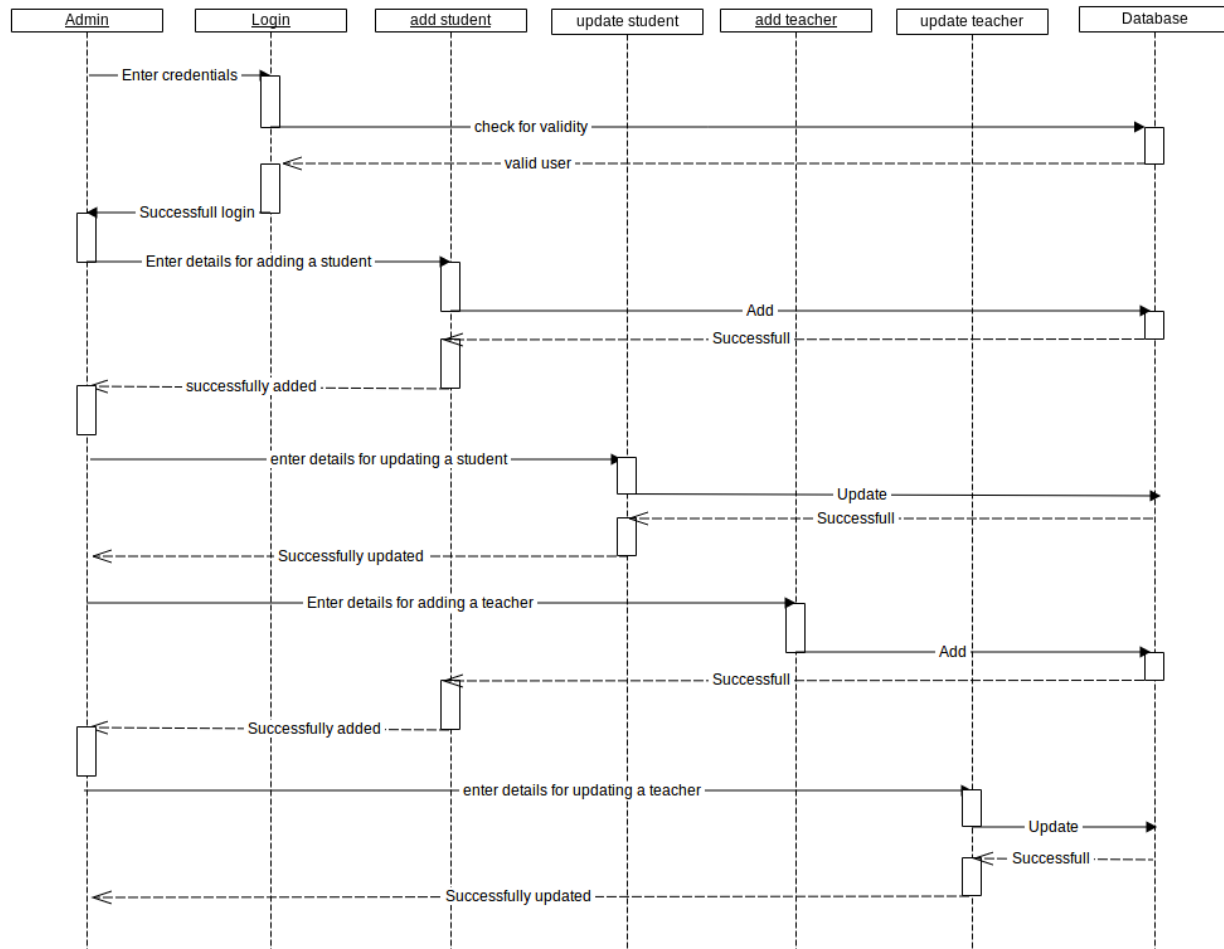 Admin
Login
add student
update student
add teacher
update teacher
Database
Enter credentials
check for validity
valid user
Successfull login
Enter details for adding a student
Add
Successfull
successfully added
enter details for updating a student
Update
Successfull
Successfully updated
Enter details for adding a teacher
Add
Successfull
Successfully added
enter details for updating a teacher
Update
Successfull
Successfully updated